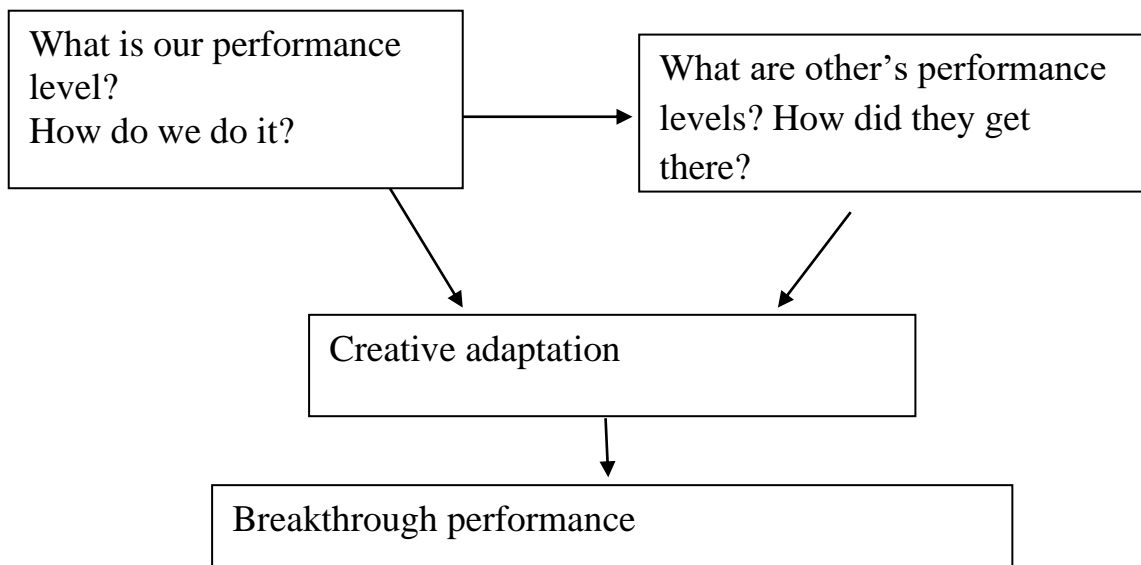 What is our performance
level?
How do we do it?
What are other’s performance
levels? How did they get
there?
Creative adaptation
Breakthrough performance